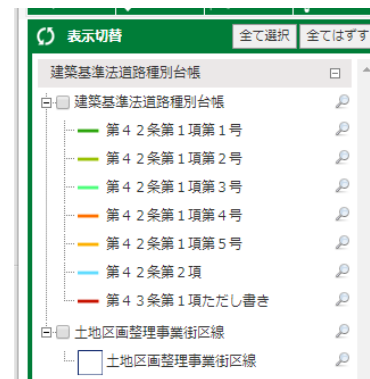 表示切替
全て選択
全てはずす
建築基準法道路種別台帳
建築基準法道路種別台帳
第４２条第１項第１号
第４２条第１項第２号
第４２条第１項第３号
第４２条第１項第４号
第４２条第１項第５号
第４２条第２項
第４３条第１項ただし書き
土地区画整理事業街区線
土地区画整理事業街区線